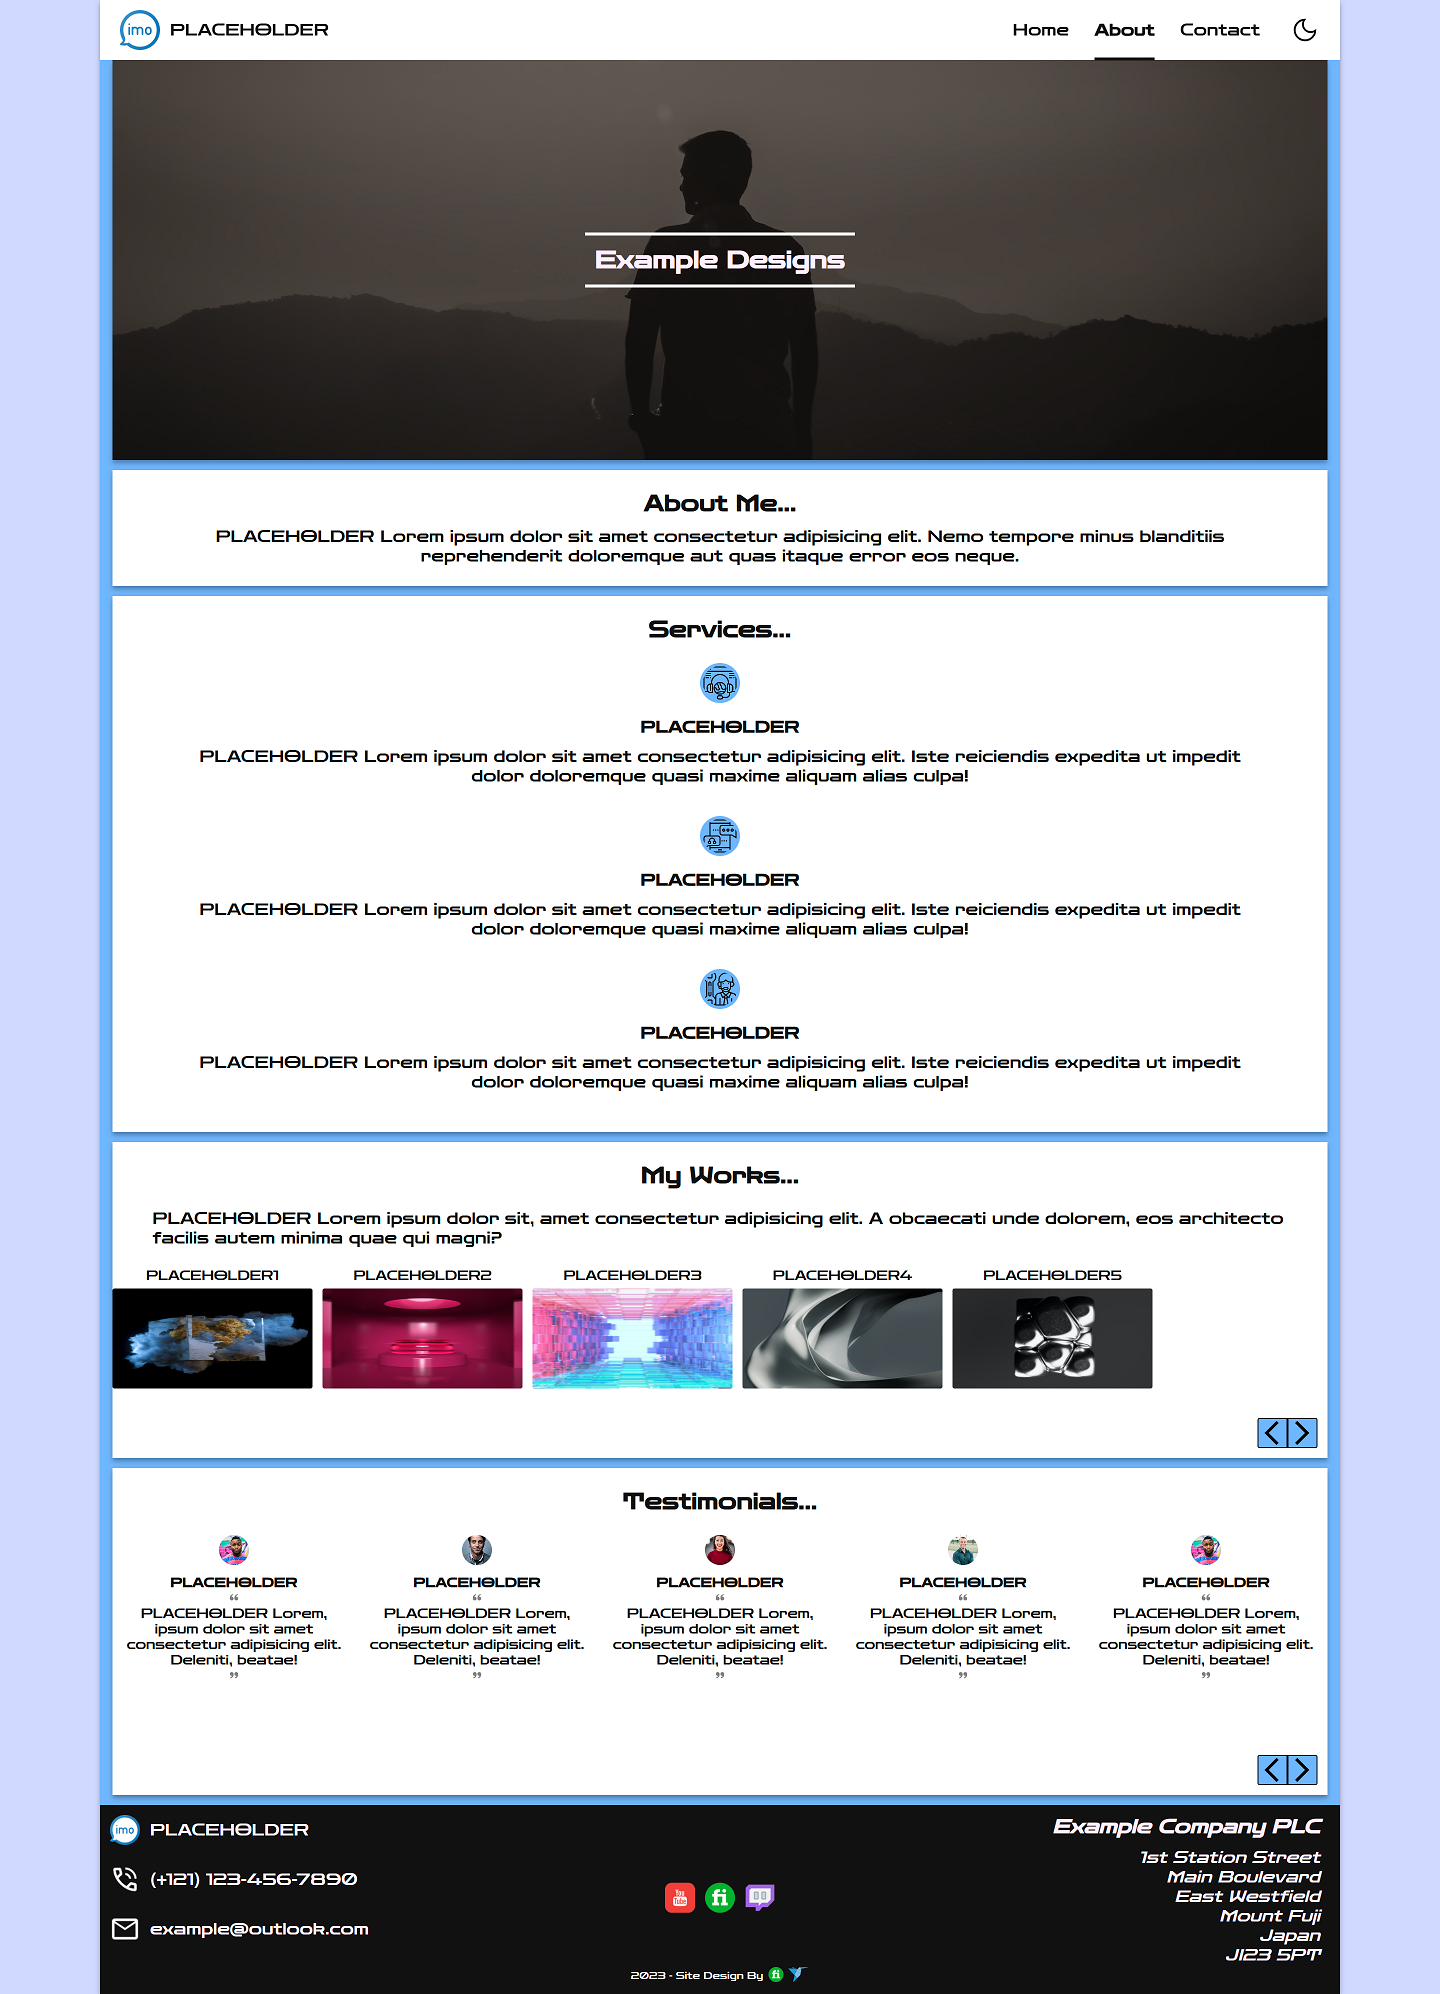 imo PLACEHOLDER
Home About Contact
Example Designs
About Me...
PLACEHOLDER Lorem ipsum dolor sit amet consectetur adipisicing elit. Nemo tempore minus blanditiis
reprehenderit doloremque aut quas itaque error eos neque.
Services...
PLACEHOLDER
PLACEHOLDER Lorem ipsum dolor sit amet consectetur adipisicing elit. Iste reiciendis expedita ut impedit
dolor doloremque quasi maxime aliquam alias culpa!
PLACEHOLDER
PLACEHOLDER Lorem ipsum dolor sit amet consectetur adipisicing elit. Iste reiciendis expedita ut impedit
dolor doloremque quasi maxime aliquam alias culpa!
PLACEHOLDER
PLACEHOLDER Lorem ipsum dolor sit amet consectetur adipisicing elit. Iste reiciendis expedita ut impedit
dolor doloremque quasi maxime aliquam alias culpa!
My Works...
PLACEHOLDER Lorem ipsum dolor sit, amet consectetur adipisicing elit. A obcaecati unde dolorem, eos architecto
facilis autem minima quae qui magni?
PLACEHOLDER1 PLACEHOLDER2 PLACEHOLDER3 PLACEHOLDER4 PLACEHOLDER5
Testimonials...
PLACEHOLDER
“
PLACEHOLDER Lorem,
ipsum dolor sit amet
consectetur adipisicing elit.
Deleniti, beatae!
”
PLACEHOLDER
“
PLACEHOLDER Lorem,
ipsum dolor sit amet
consectetur adipisicing elit.
Deleniti, beatae!
”
PLACEHOLDER
“
PLACEHOLDER Lorem,
ipsum dolor sit amet
consectetur adipisicing elit.
Deleniti, beatae!
”
PLACEHOLDER
“
PLACEHOLDER Lorem,
ipsum dolor sit amet
consectetur adipisicing elit.
Deleniti, beatae!
”
PLACEHOLDER
“
PLACEHOLDER Lorem,
ipsum dolor sit amet
consectetur adipisicing elit.
Deleniti, beatae!
”
imo PLACEHOLDER
(+121) 123-456-7890
example@outlook.com
You
Tube
fi
Example Company PLC
1st Station Street
Main Boulevard
East Westfield
Mount Fuji
Japan
J123 5PT
2023 - Site Design By fi